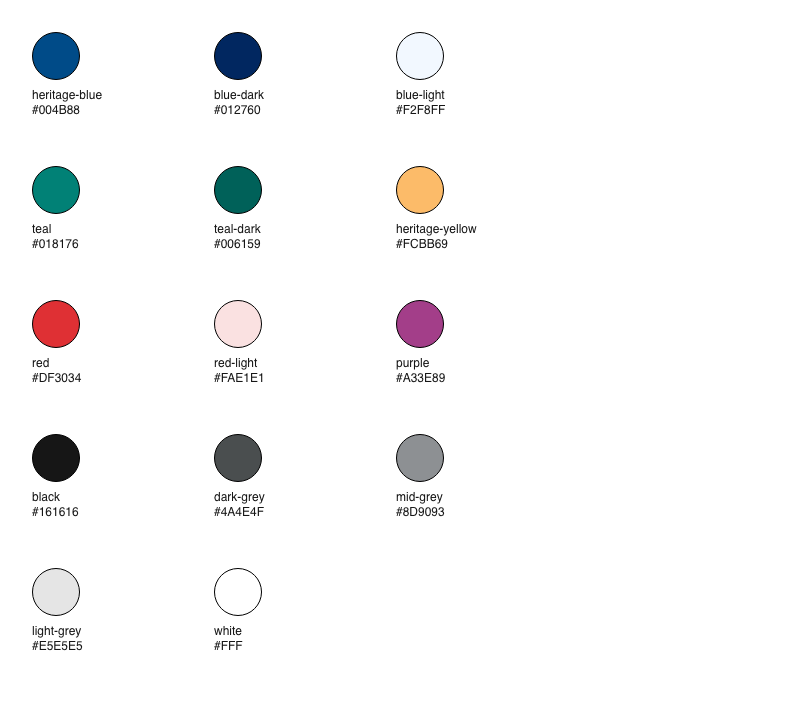 heritage-blue
#004B88
blue-dark
#012760
blue-light
#F2F8FF
teal
#018176
teal-dark
#006159
heritage-yellow
#FCBB69
red
#DF3034
red-light
#FAE1E1
purple
#A33E89
black
#161616
dark-grey
#4A4E4F
mid-grey
#8D9093
light-grey
#E5E5E5
white
#FFF